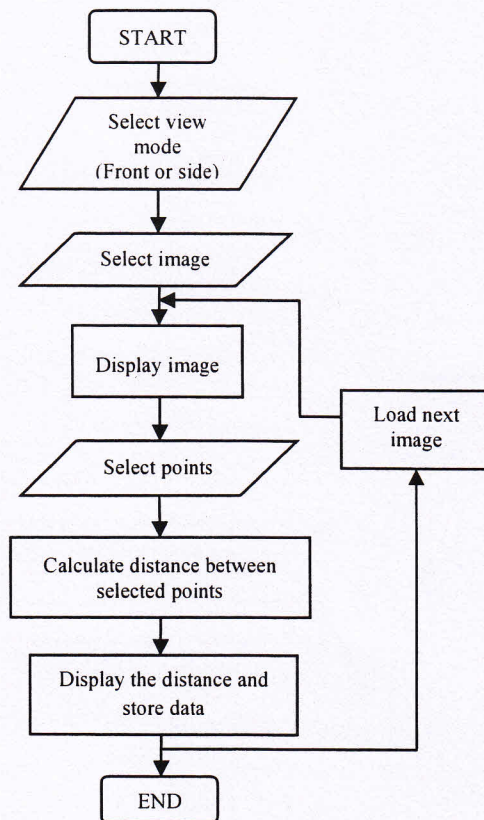 START
Select view
mode
(Front or side)
Select image
Display image
Load next
image
Select points
Calculate distance between
selected points
Display the distance and
store data
END